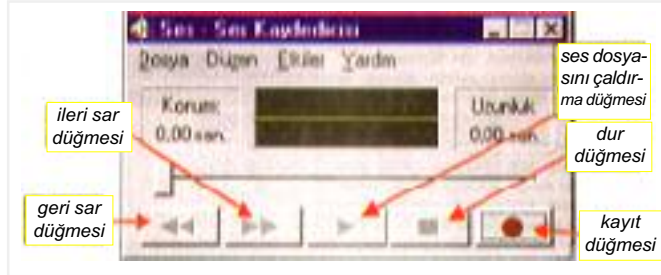 Ses - Ses Kaydedicisi
Dosya Düzen Etkiler Yardım
ses dosya-
sını çaldır-
ma düğmesi
Konum:
0,00 san.
Uzunluk:
0,00 san.
ileri sar
düğmesi
dur
düğmesi
geri sar
düğmesi
kayıt
düğmesi